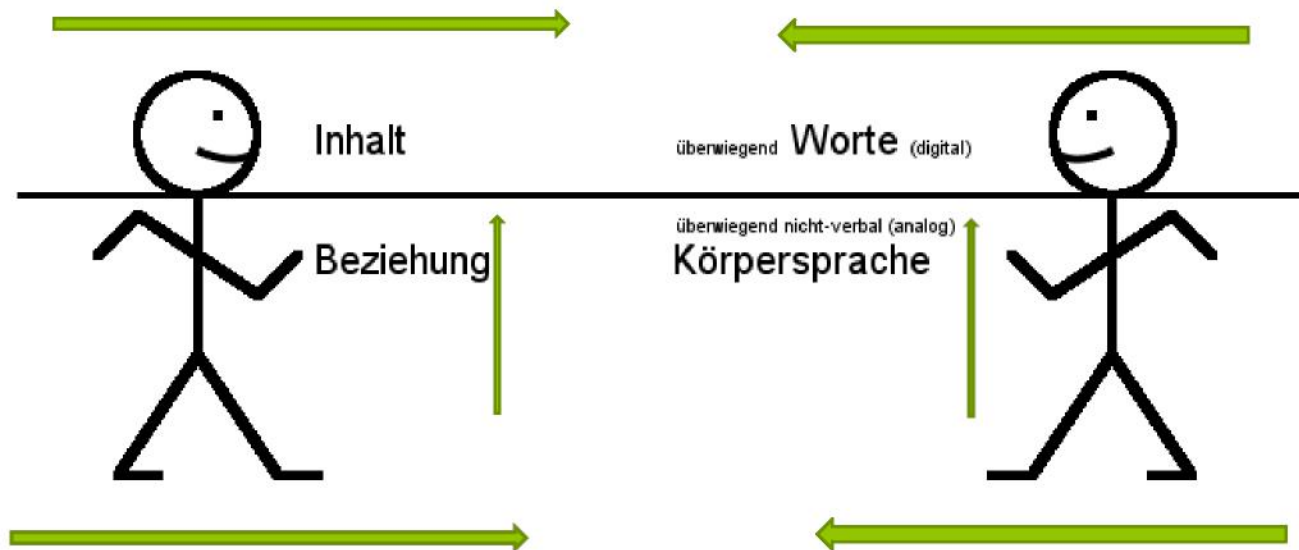 Inhalt
überwiegend Worte (digital)
überwiegend nicht-verbal (analog)
Beziehung
Körpersprache